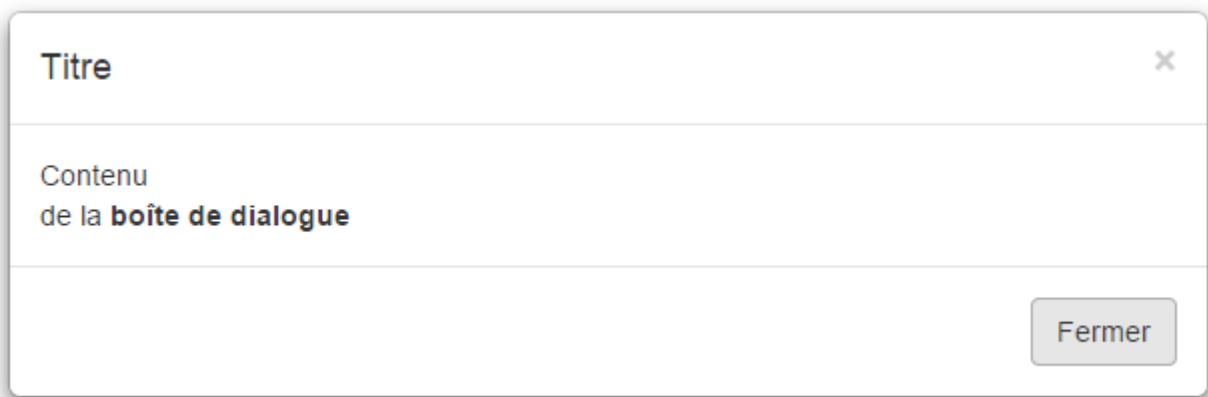 Titre
×
Contenu
de la boîte de dialogue
Fermer